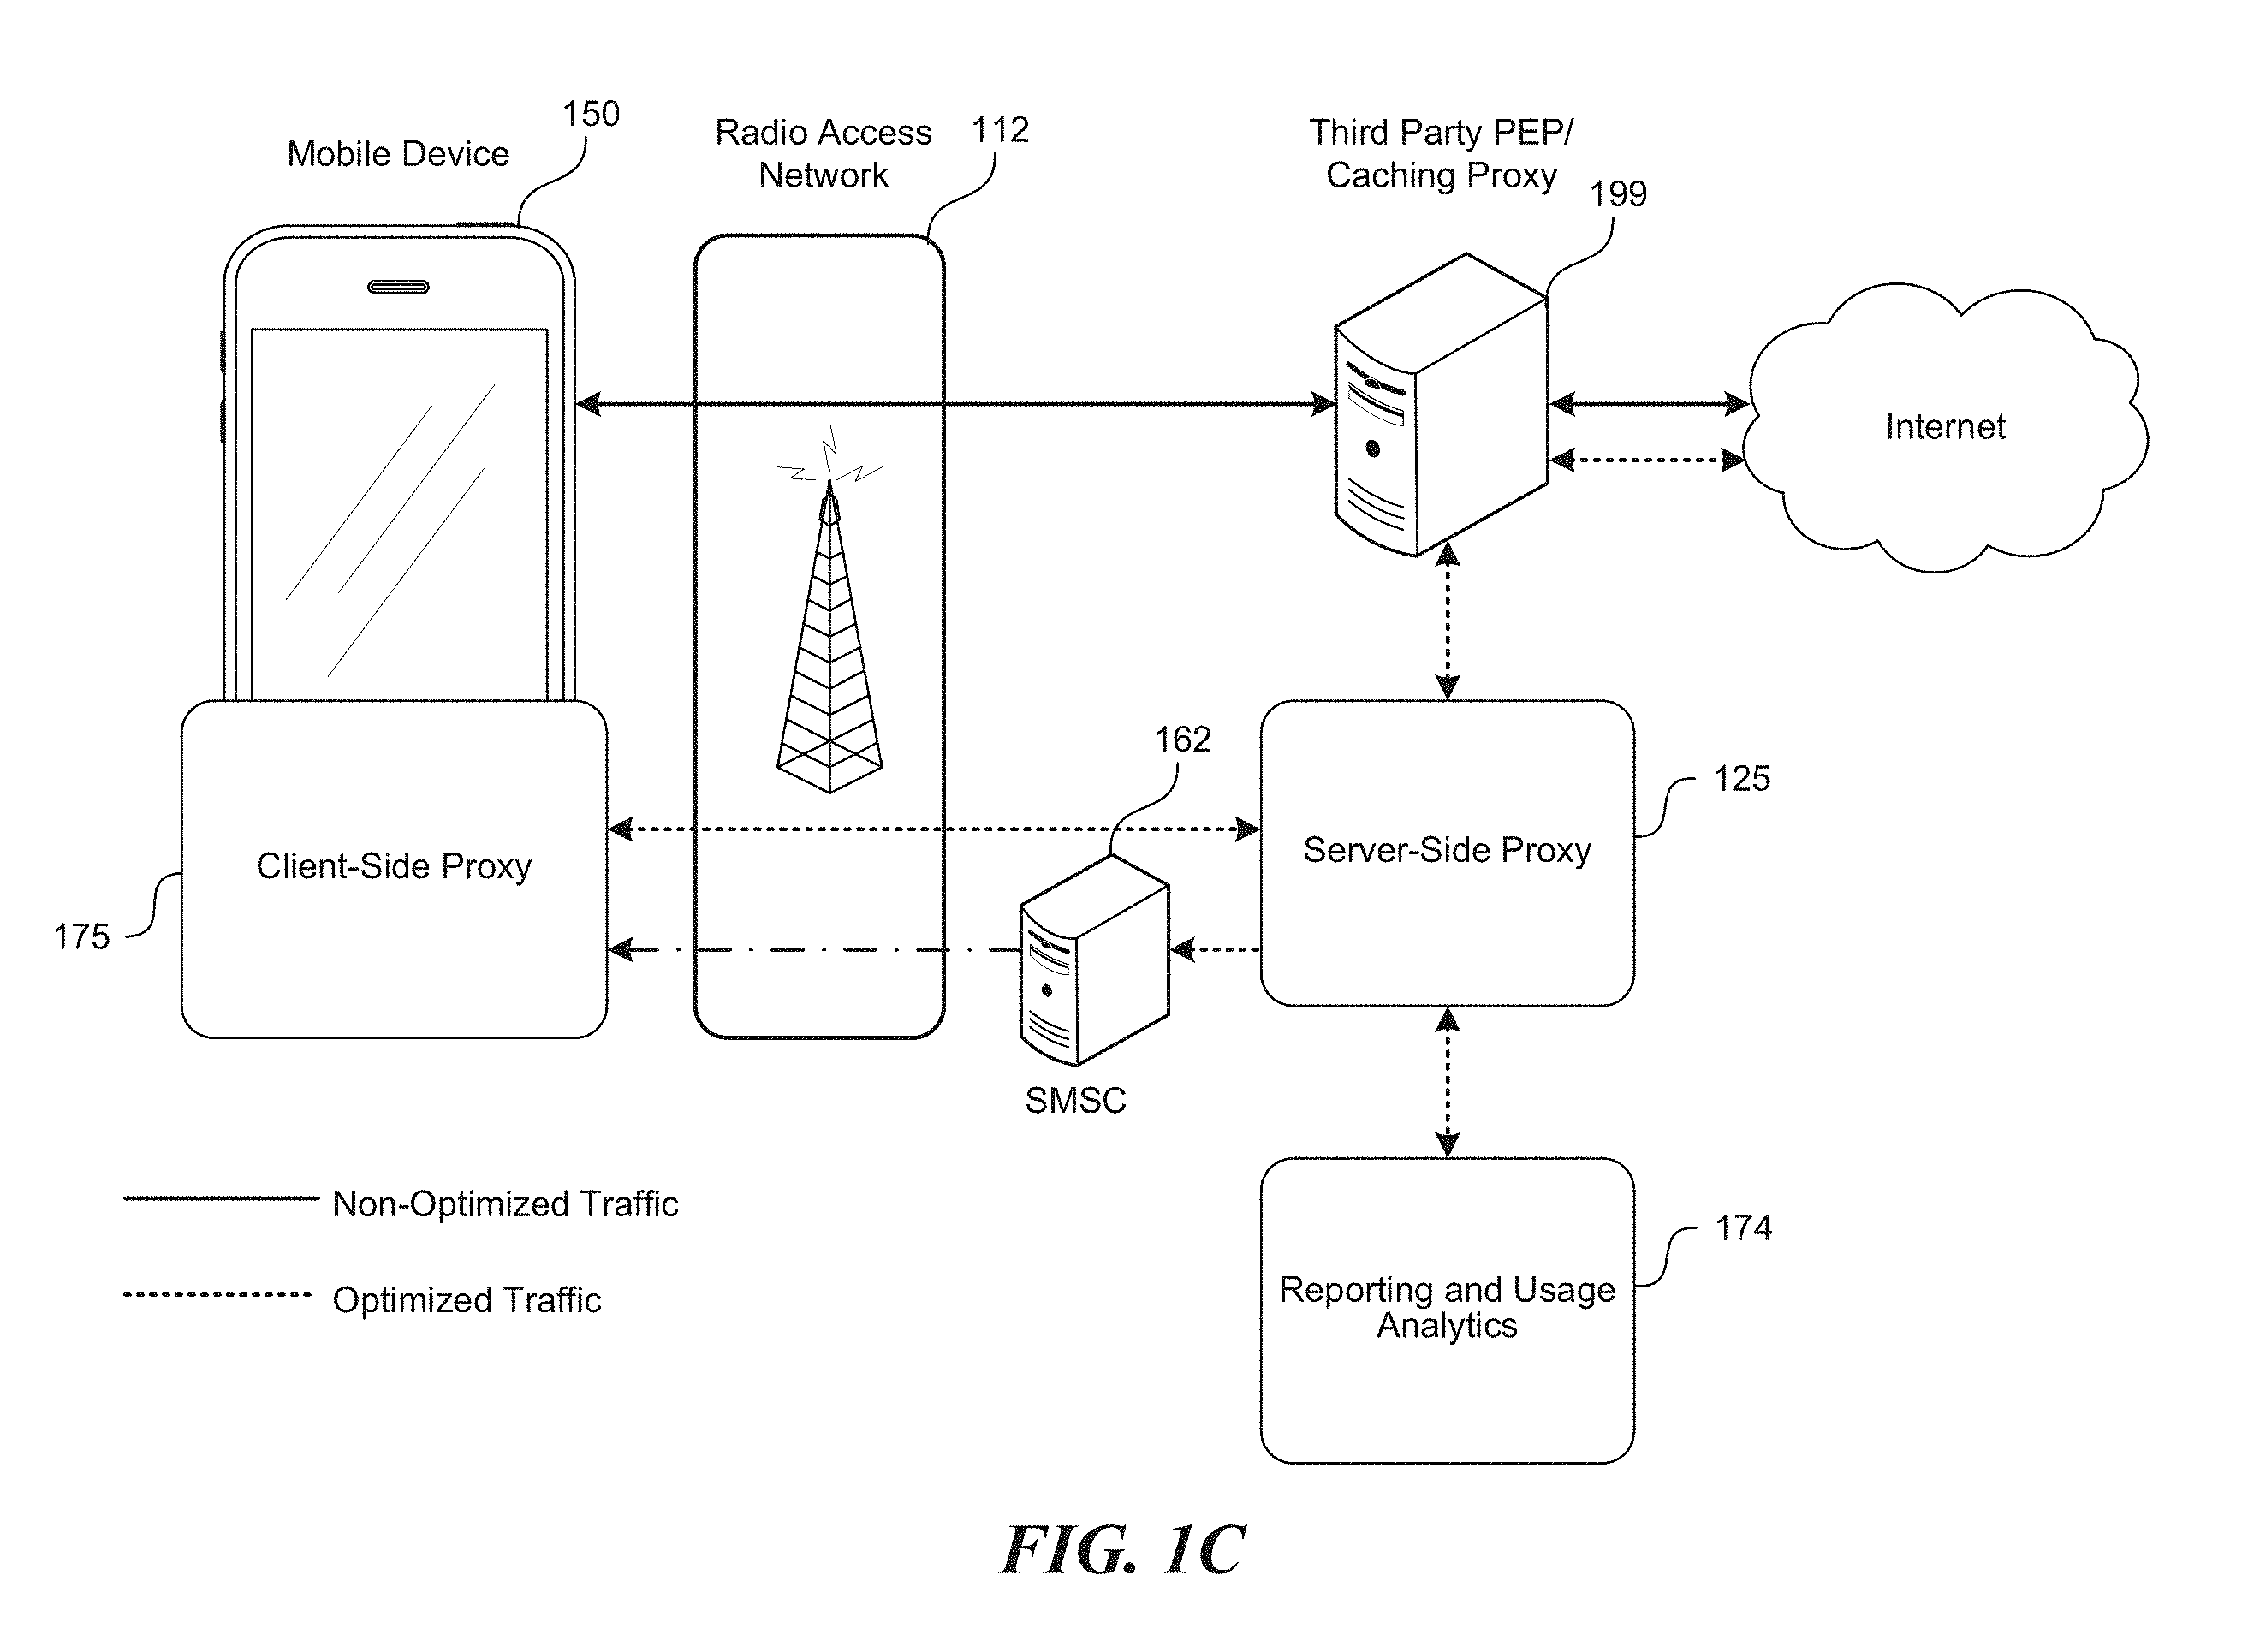 150
Mobile Device
Radio Access
Network
112
Third Party PEP/
Caching Proxy
199
Internet
162
125
Server-Side Proxy
Client-Side Proxy
175
SMSC
Non-Optimized Traffic
Optimized Traffic
174
Reporting and Usage
Analytics
FIG. 1C